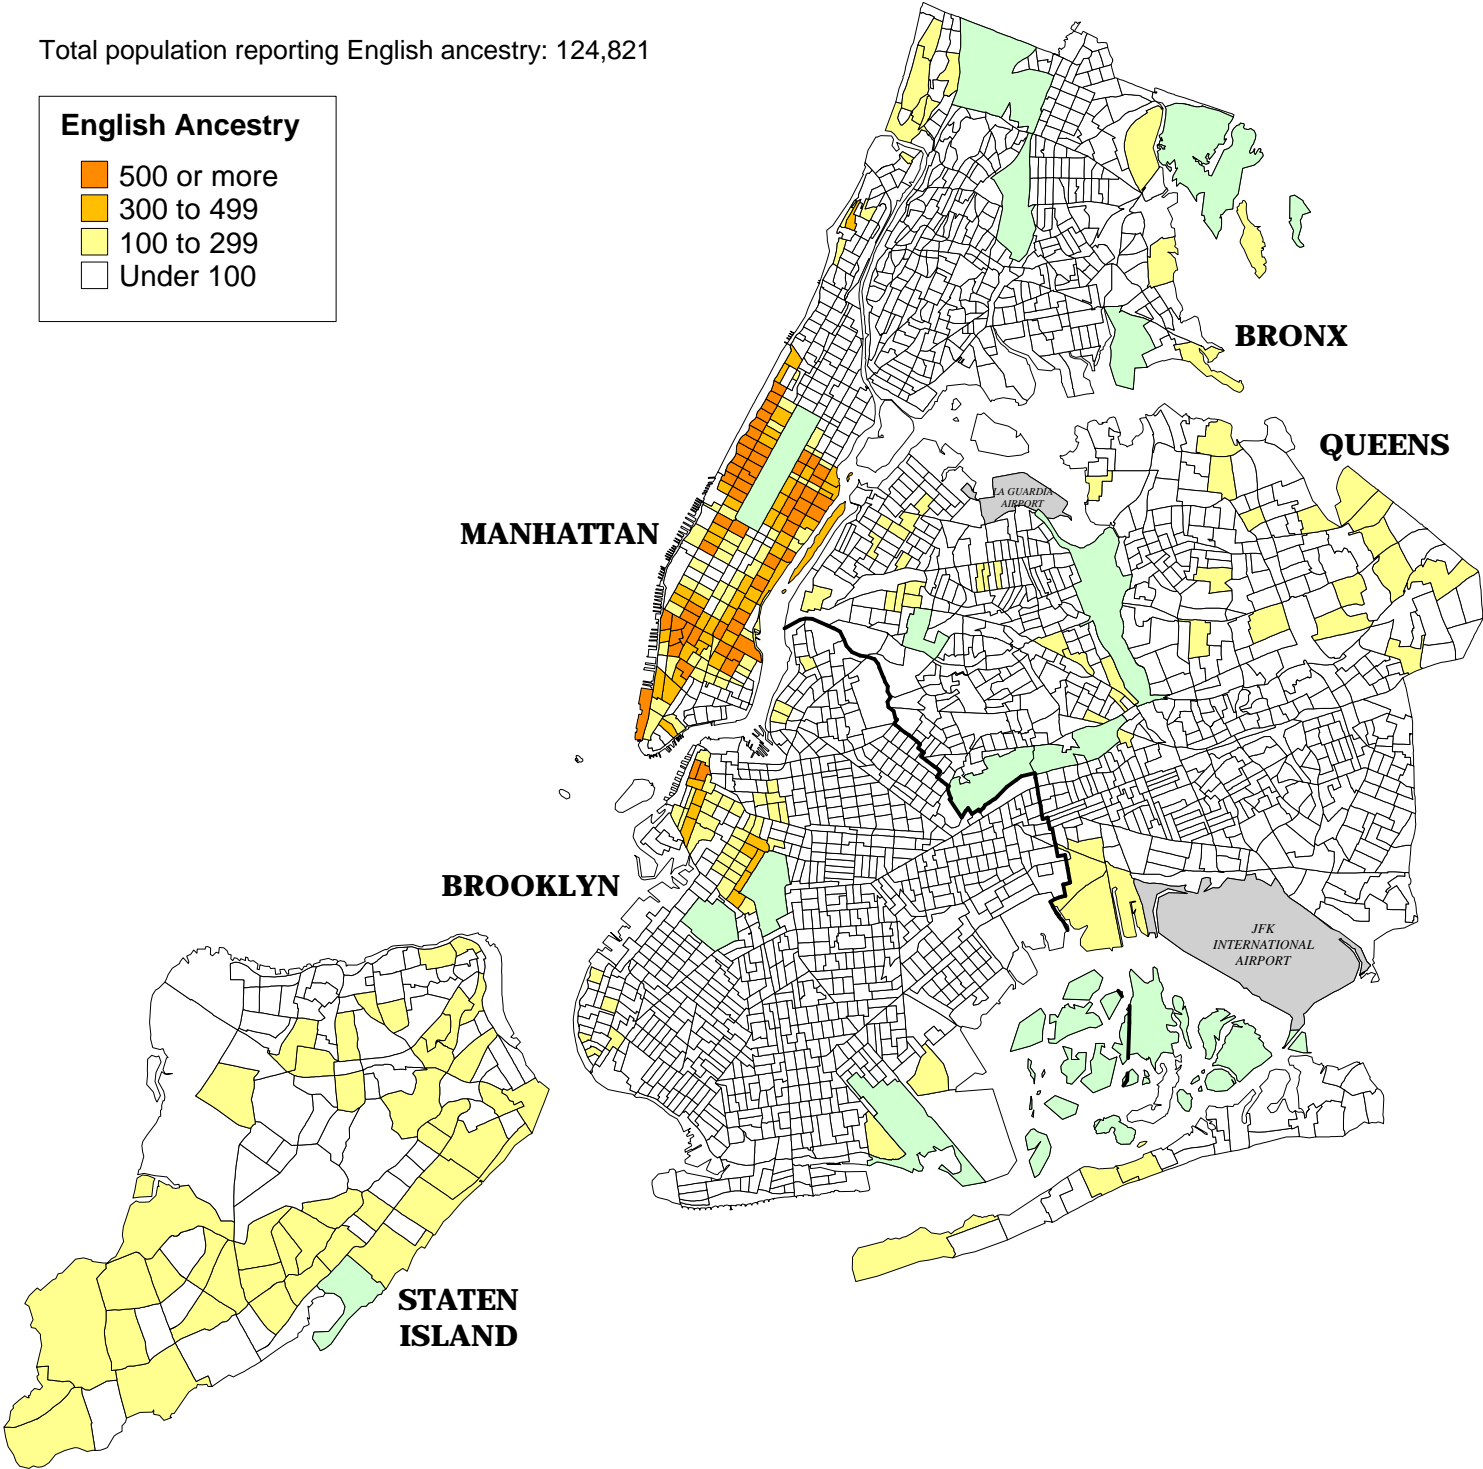 Total population reporting English ancestry: 124,821
English Ancestry
500 or more
300 to 499
100 to 299
Under 100
BRONX
QUEENS
LA GUARDIA
AIRPORT
MANHATTAN
BROOKLYN
JFK
INTERNATIONAL
AIRPORT
STATEN
ISLAND